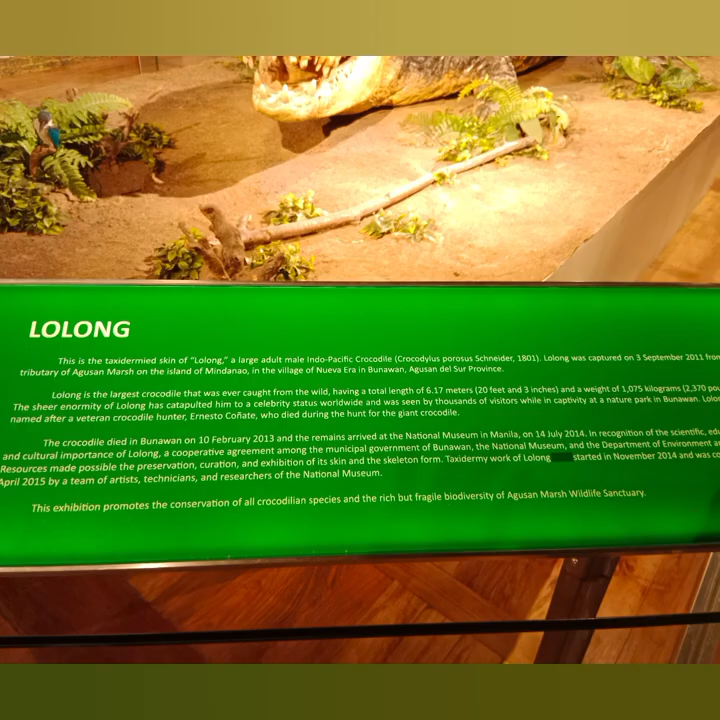 LOLONG
This is the taxidermied skin of "Lolong," a large adult male Indo-Pacific Crocodile (Crocodylus porosus Schneider, 1801). Lolong was captured on 3 September 2011 from
tributary of Agusan Marsh on the island of Mindanao, in the village of Nueva Era in Bunawan, Agusan del Sur Province.
Lolong is the largest crocodile that was ever caught from the wild, having a total length of 6.17 meters (20 feet and 3 inches) and a weight of 1,075 kilograms (2,370
The sheer enormity of Lolong has catapulted him to a celebrity status worldwide and was seen by thousands of visitors while in captivity at a nature park in Bunawan.
named after a veteran crocodile hunter, Ernesto Coñate, who died during the hunt for the giant crocodile.
The crocodile died in Bunawan on 10 February 2013 and the remains arrived at the National Museum in Manila, on 14 July 2014. In recognition of the scientific,
and cultural importance of Lolong, a cooperative agreement among the municipal government of Bunawan, the National Museum, and the Department of Environment
Resources made possible the preservation, curation, and exhibition of its skin and the skeleton form. Taxidermy work of Lolong started in November 2014 and was
April 2015 by a team of artists, technicians, and researchers of the National Museum.
This exhibition promotes the conservation of all crocodilian species and the rich but fragile biodiversity of Agusan Marsh Wildlife Sanctuary.